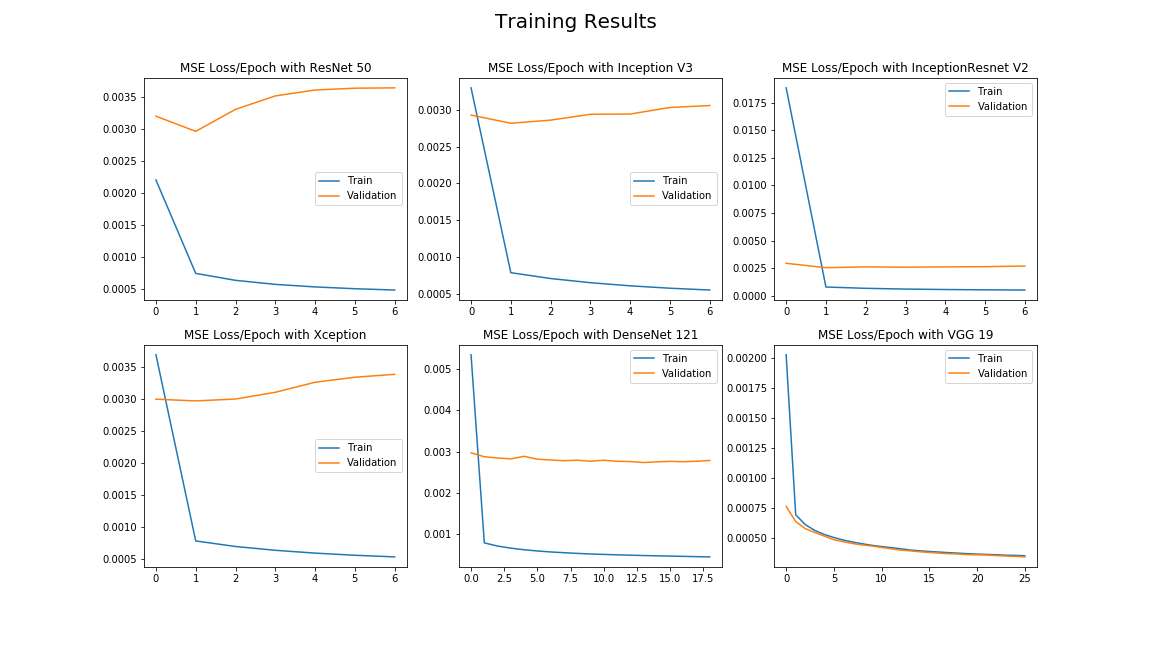 Training Results
MSE Loss/Epoch with ResNet 50
0.0035
0.0030
0.0025
0.0020
0.0015
0.0010
0.0005
Train
Validation
0 1 2 3 4 5 6
MSE Loss/Epoch with Inception V3
0.0030
0.0025
0.0020
0.0015
0.0010
0.0005
Train
Validation
0 1 2 3 4 5 6
MSE Loss/Epoch with InceptionResnet V2
0.0175
0.0150
0.0125
0.0100
0.0075
0.0050
0.0025
0.0000
Train
Validation
0 1 2 3 4 5 6
MSE Loss/Epoch with Xception
0.0035
0.0030
0.0025
0.0020
0.0015
0.0010
0.0005
Train
Validation
0 1 2 3 4 5 6
MSE Loss/Epoch with DenseNet 121
0.005
0.004
0.003
0.002
0.001
Train
Validation
0.0 2.5 5.0 7.5 10.0 12.5 15.0 17.5
MSE Loss/Epoch with VGG 19
0.00200
0.00175
0.00150
0.00125
0.00100
0.00075
0.00050
Train
Validation
0 5 10 15 20 25